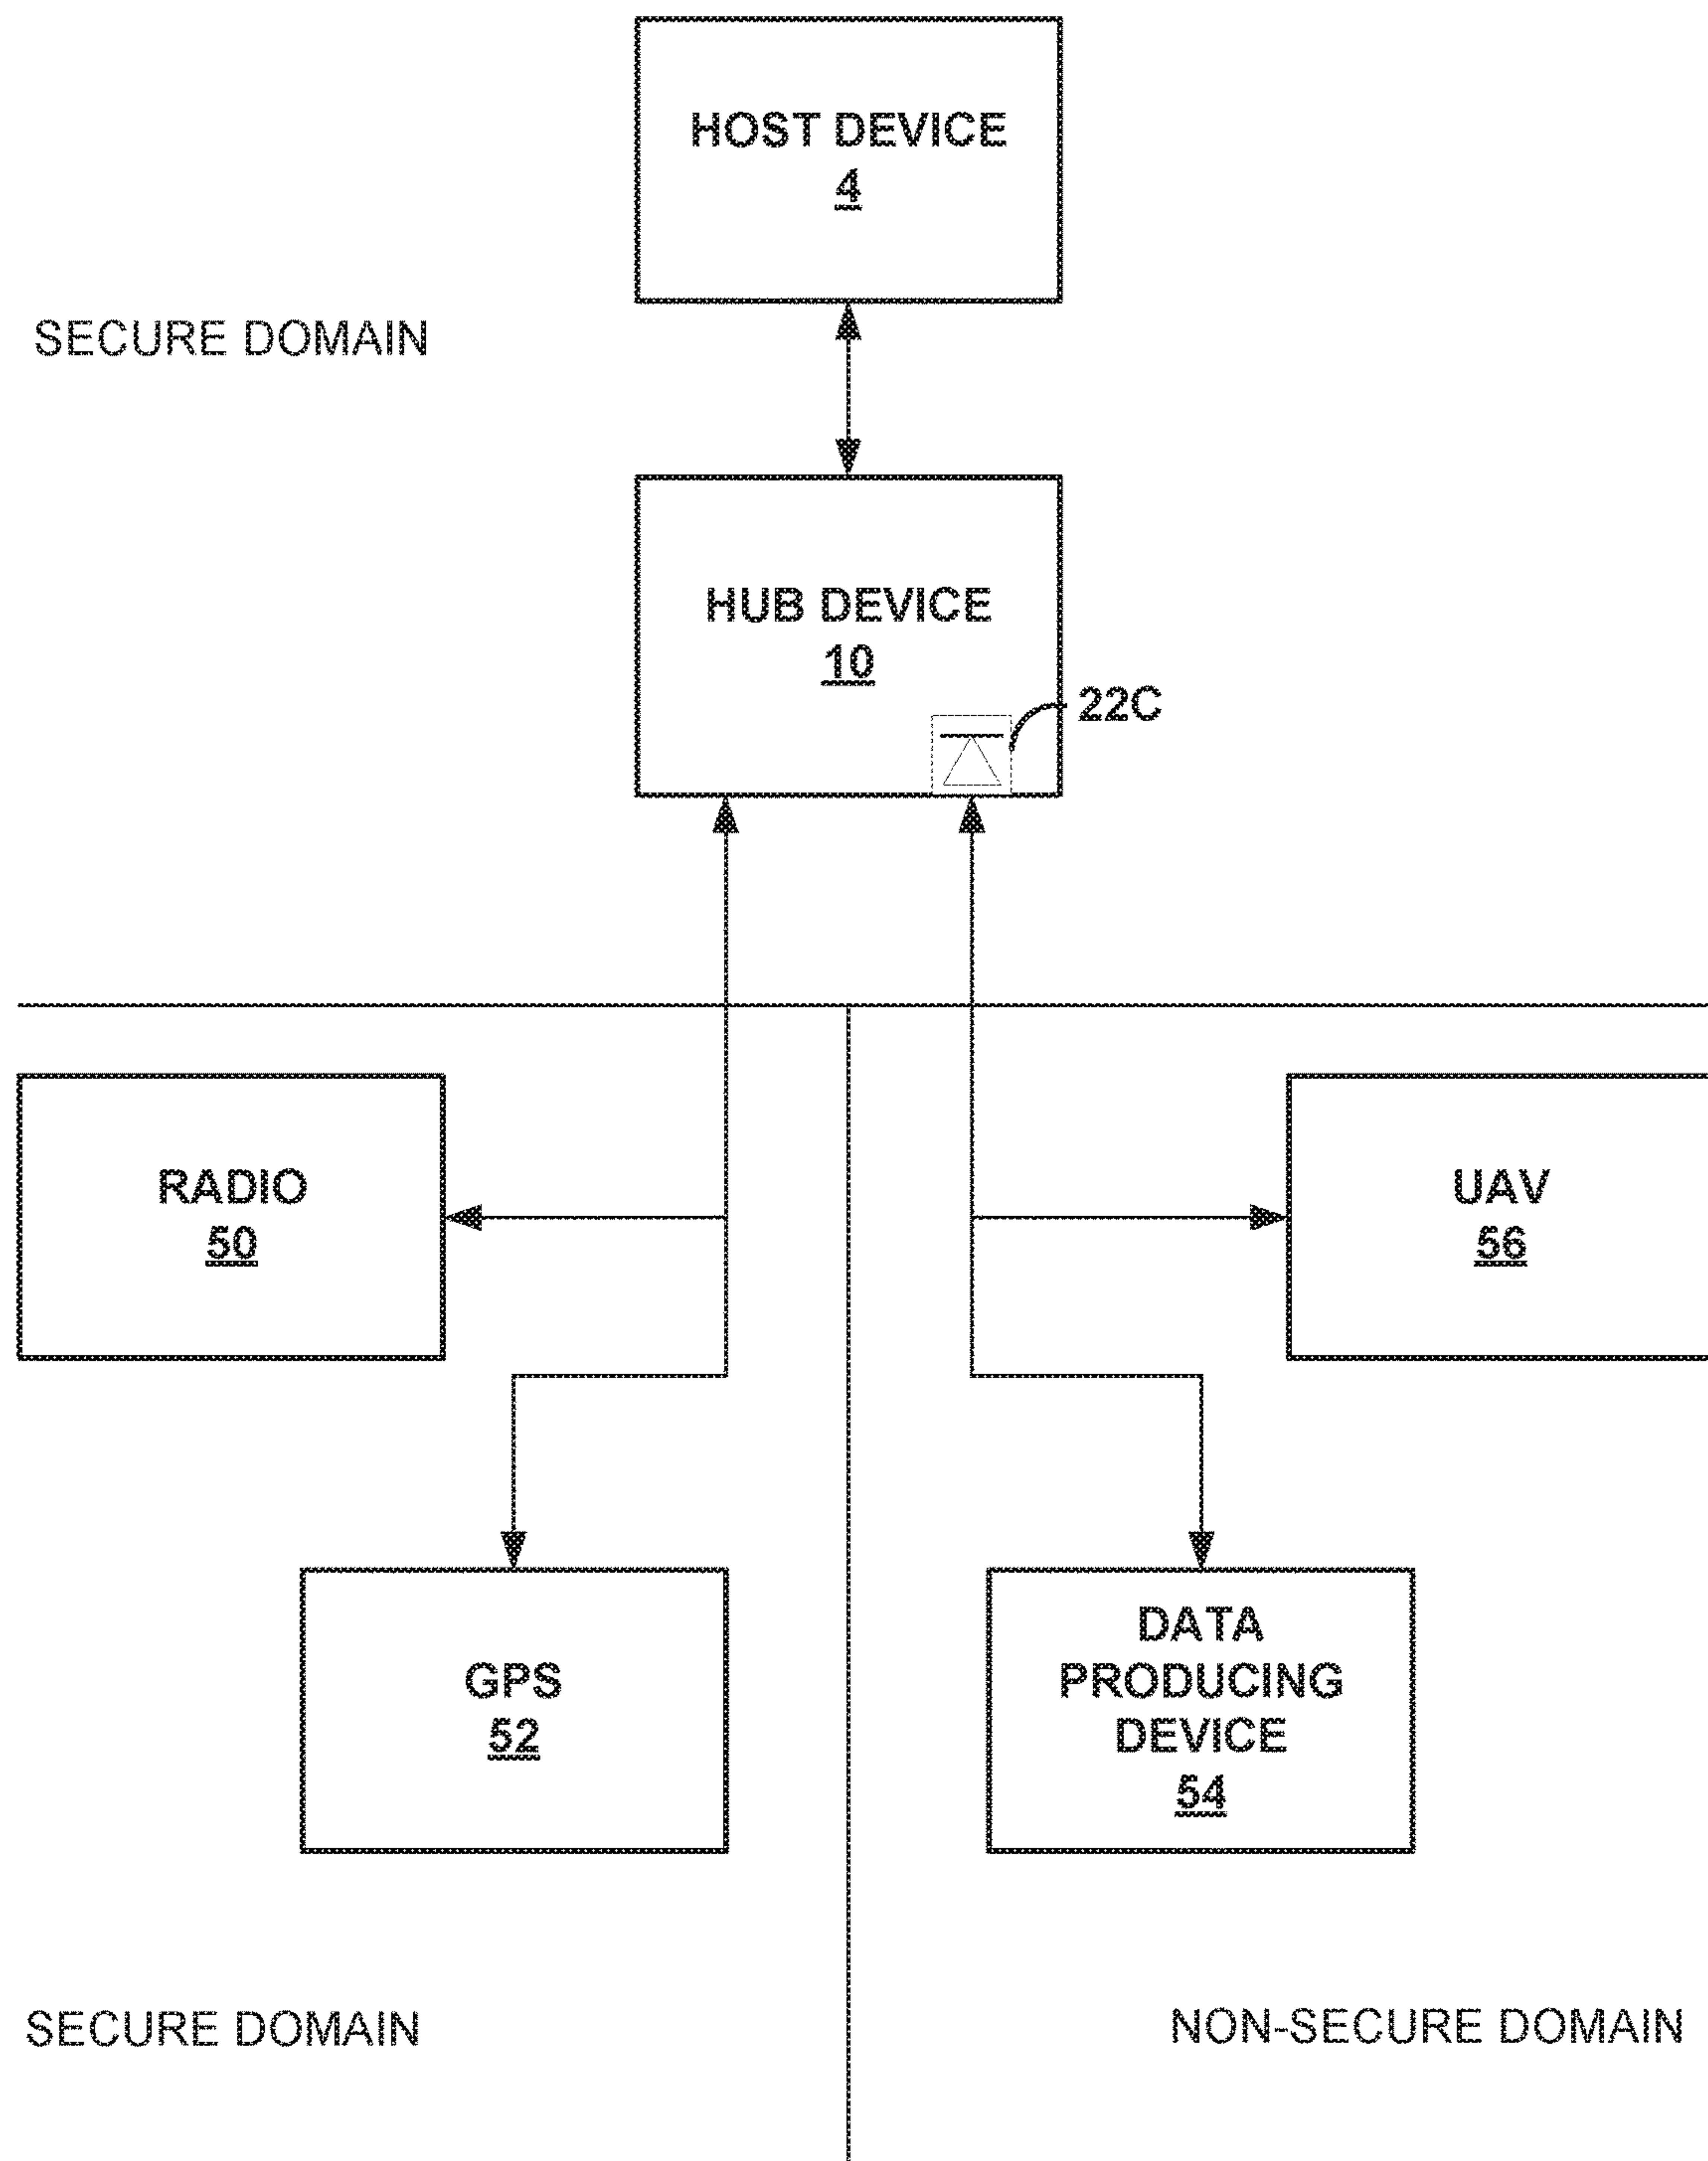 HOST DEVICE
4
SECURE DOMAIN
HUB DEVICE
10
22C
RADIO
50
UAV
56
GPS
52
DATA
PRODUCING
DEVICE
54
SECURE DOMAIN
NON-SECURE DOMAIN